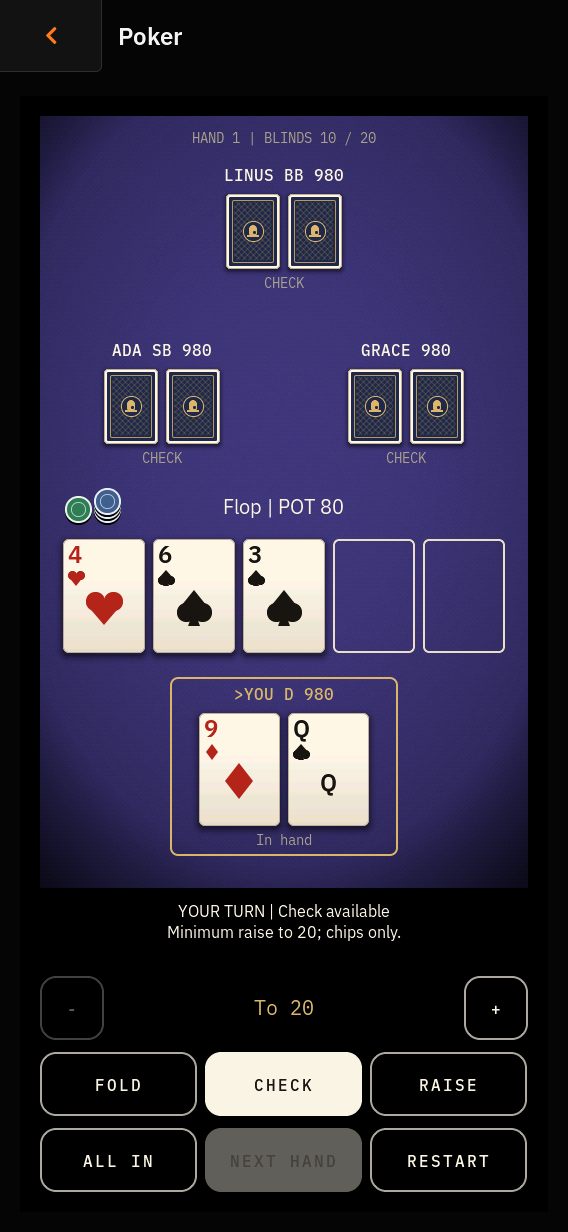 Poker
HAND 1 | BLINDS 10 / 20
LINUS BB 980
CHECK
ADA SB 980
GRACE 980
CHECK
CHECK
Flop | POT 80
4
6
3
>YOU D 980
9
Q
Q
In hand
YOUR TURN | Check available
Minimum raise to 20; chips only.
-
To 20
+
FOLD
CHECK
RAISE
ALL IN
NEXT HAND
RESTART